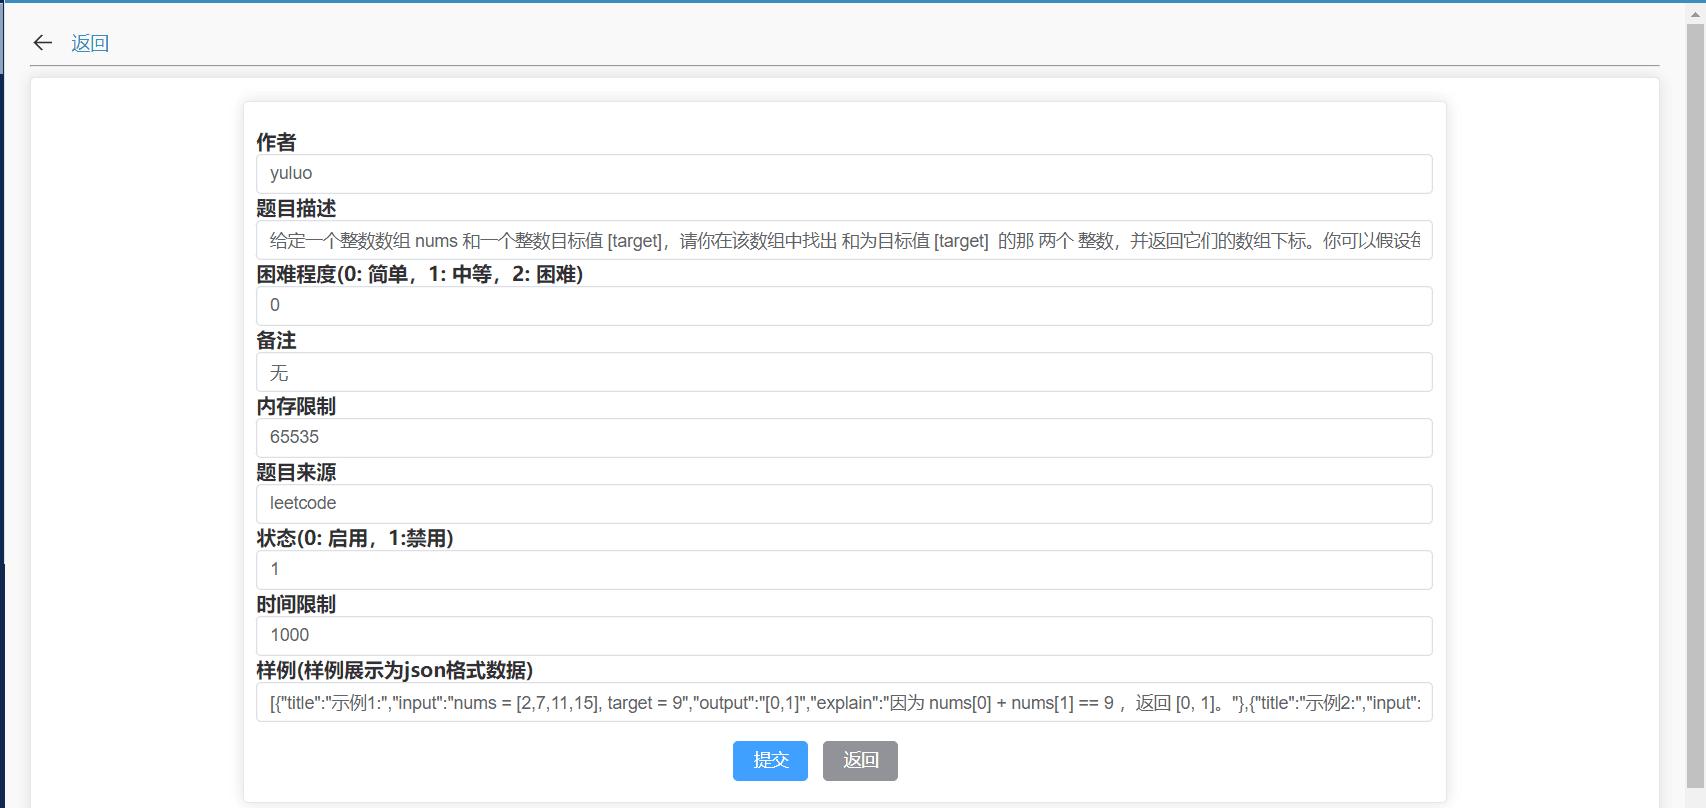 返回
作者
yuluo
题目描述
给定一个整数数组 nums 和一个整数目标值 [target]，请你在该数组中找出 和为目标值 [target]  的那 两个 整数，并返回它们的数组下标。你可以假设
困难程度(0: 简单，1: 中等，2: 困难)
0
备注
无
内存限制
65535
题目来源
leetcode
状态(0: 启用，1:禁用)
1
时间限制
1000
样例(样例展示为json格式数据)
[{"title":"示例1:","input":"nums = [2,7,11,15], target = 9","output":"[0,1]","explain":"因为 nums[0] + nums[1] == 9 ，返回 [0, 1]。"},{"title":"示例2:","input":
提交 返回